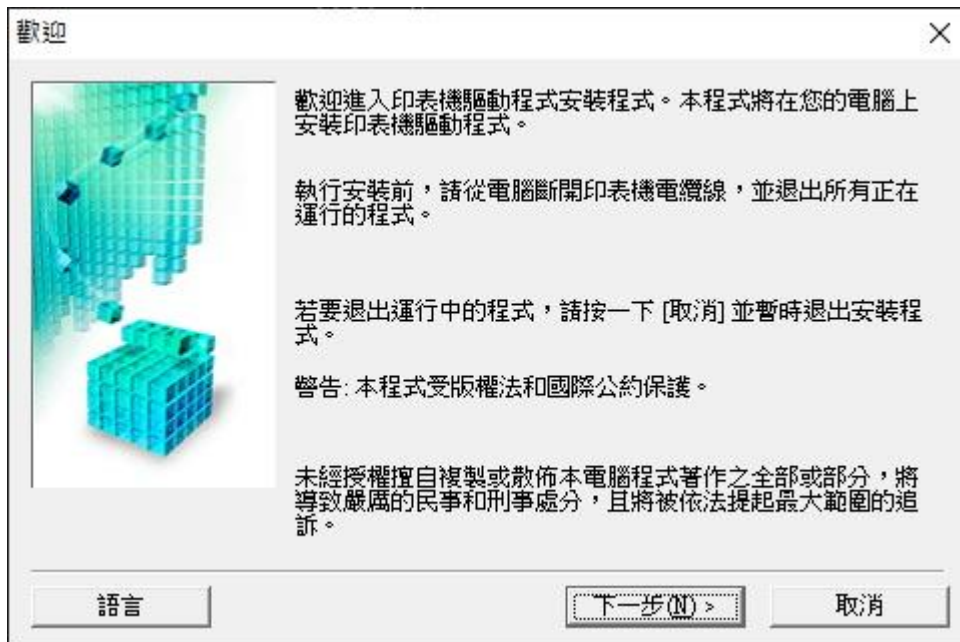 歡迎
歡迎進入印表機驅動程式安裝程式。本程式將在您的電腦上
安裝印表機驅動程式。
執行安裝前，請從電腦斷開印表機電纜線，並退出所有正在
運行的程式。
若要退出運行中的程式，請按一下 [取消] 並暫時退出安裝程
式。
警告: 本程式受版權法和國際公約保護。
未經授權擅自複製或散佈本電腦程式著作之全部或部分，將
導致嚴厲的民事和刑事處分，且將被依法提起最大範圍的追
訴。
語言
下一步(N) >
取消